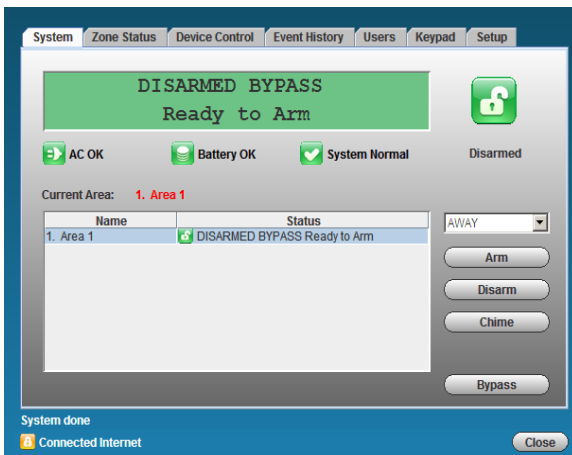 System Zone Status Device Control Event History Users Keypad Setup
DISARMED BYPASS
Ready to Arm
AC OK Battery OK System Normal Disarmed
Current Area: 1. Area 1
Name Status
AWAY
1. Area 1 DISARMED BYPASS Ready to Arm
Arm
Disarm
Chime
Bypass
System done
Connected Internet
Close